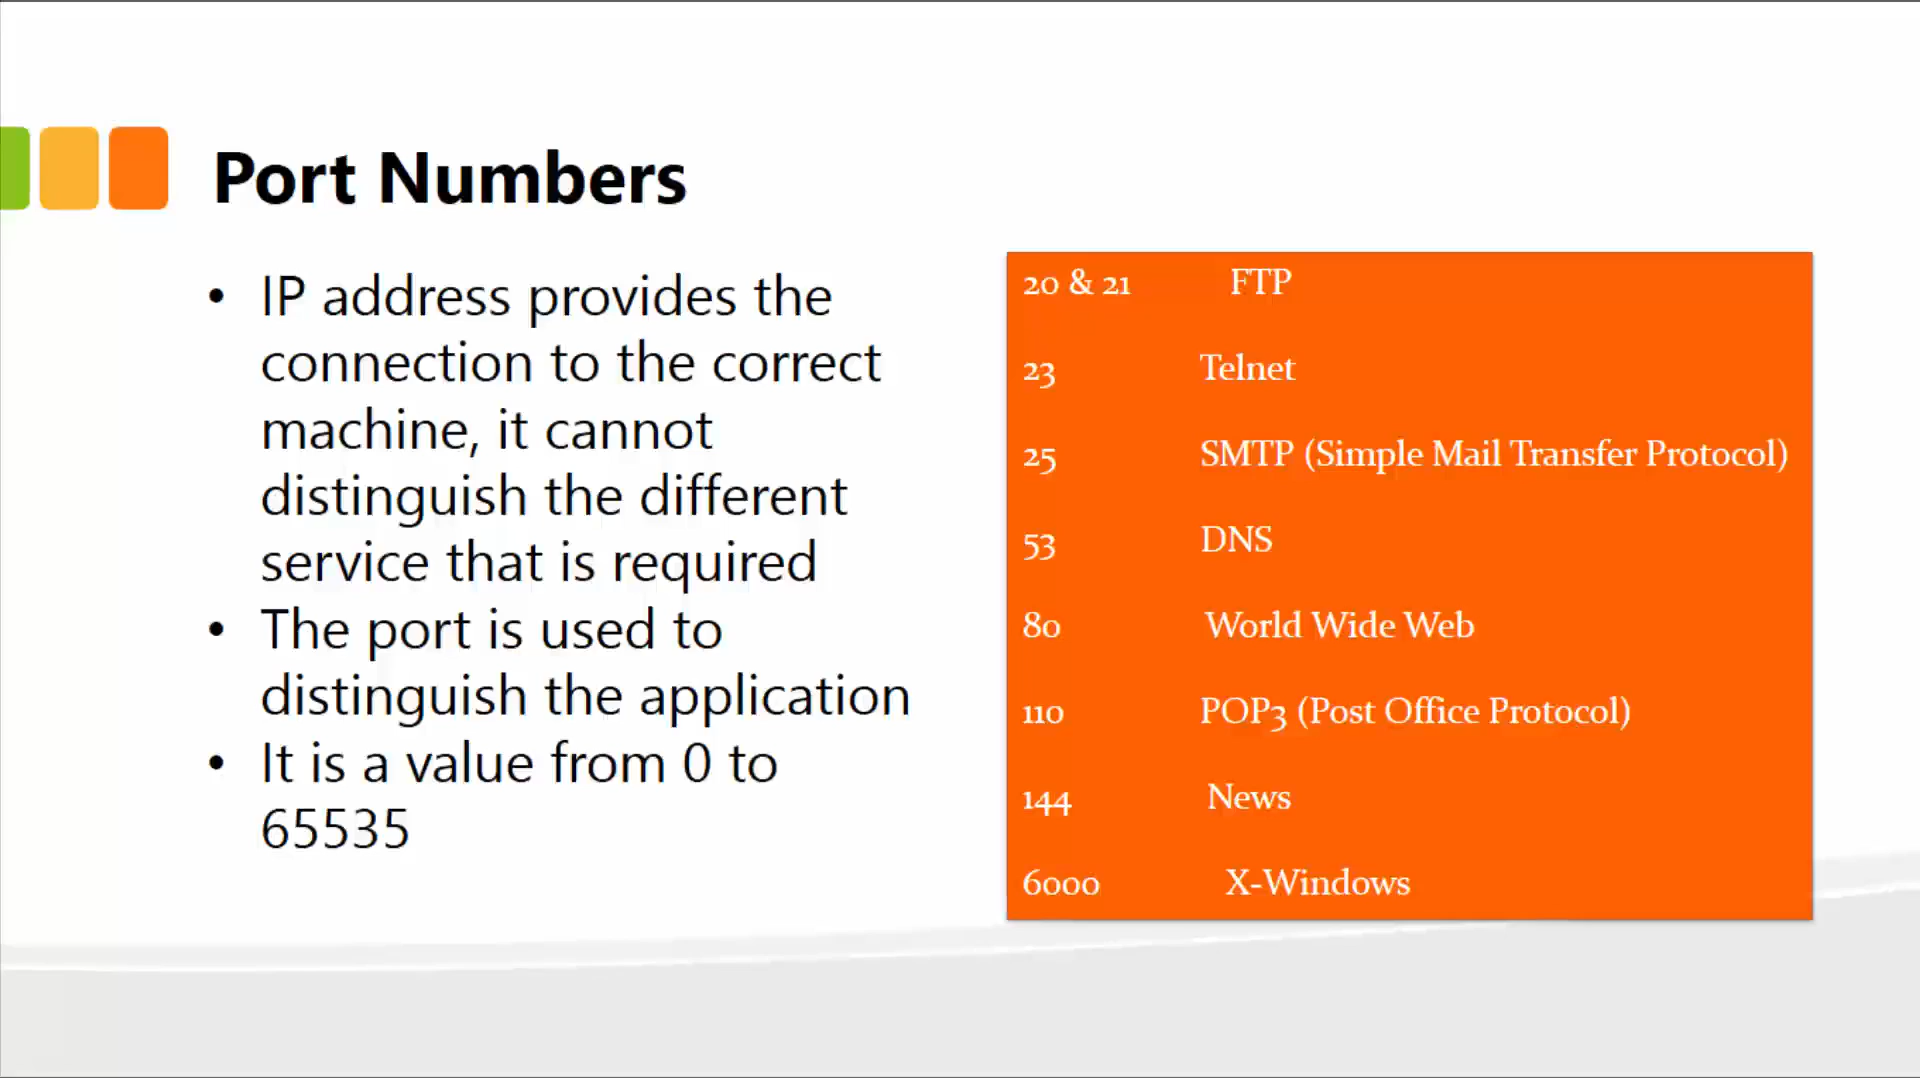 Port Numbers
• IP address provides the
connection to the correct
machine, it cannot
distinguish the different
service that is required
• The port is used to
distinguish the application
• It is a value from 0 to
65535
20 & 21 FTP
23 Telnet
25 SMTP (Simple Mail Transfer Protocol)
53 DNS
80 World Wide Web
110 POP3 (Post Office Protocol)
144 News
6000 X-Windows